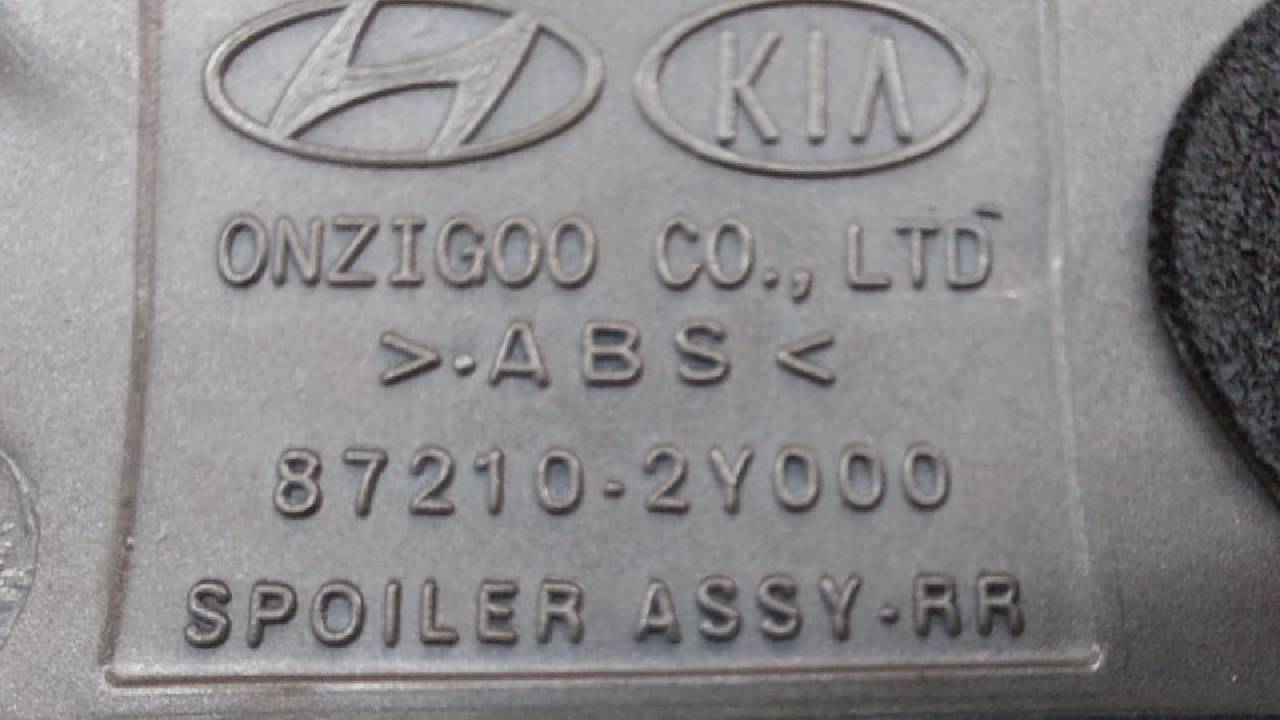 KIA
ONZIGOO CO., LTD
>.ABS<
87210-2Y000
SPOILER ASSY-RR